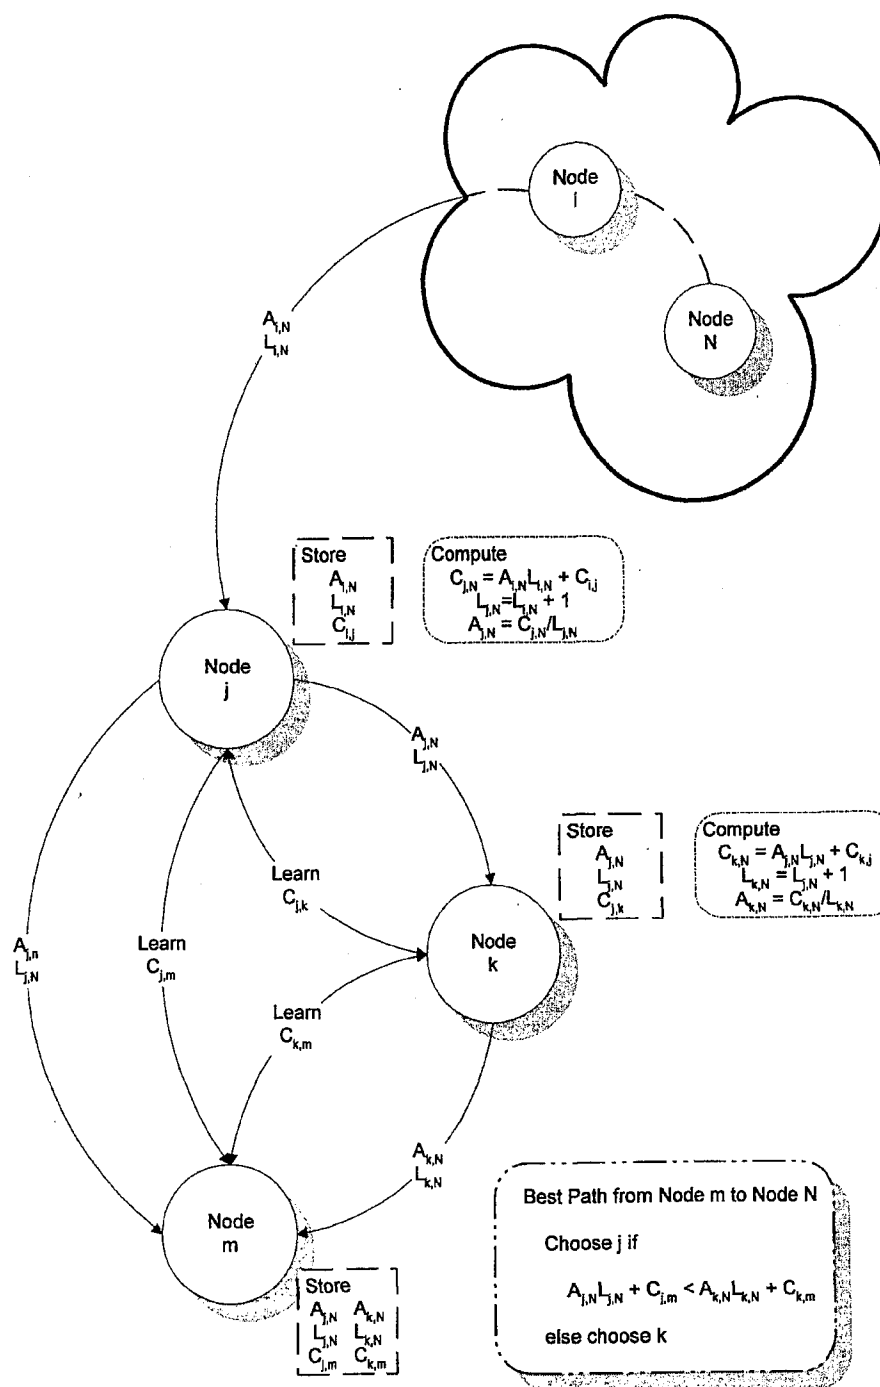 Node
i
Node
N
A_{i,N}
L_{i,N}
Store
A_{i,N}
L_{i,N}
C_{i,j}
Compute
C_{j,N} = A_{i,N}L_{i,N} + C_{i,j}
L_{j,N}=L_{i,N} + 1
A_{j,N} = C_{j,N}/L_{j,N}
Node
j
A_{j,N}
L_{j,N}
Store
A_{j,N}
L_{j,N}
C_{j,k}
Compute
C_{k,N} = A_{j,N}L_{j,N} + C_{k,j}
L_{k,N} = L_{j,N} + 1
A_{k,N} = C_{k,N}/L_{k,N}
Learn
C_{j,k}
Node
k
A_{j,n}
L_{j,N}
Learn
C_{j,m}
Learn
C_{k,m}
A_{k,N}
L_{k,N}
Node
m
Store
A_{j,N} A_{k,N}
L_{j,N} L_{k,N}
C_{j,m} C_{k,m}
Best Path from Node m to Node N
Choose j if
A_{j,N}L_{j,N} + C_{j,m} < A_{k,N}L_{k,N} + C_{k,m}
else choose k